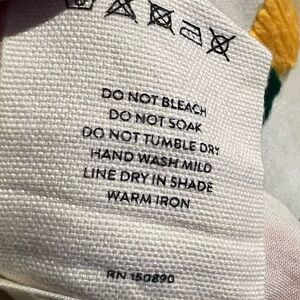 DO NOT BLEACH
DO NOT SOAK
DO NOT TUMBLE DRY
HAND WASH MILD
LINE DRY IN SHADE
WARM IRON
RN 150890